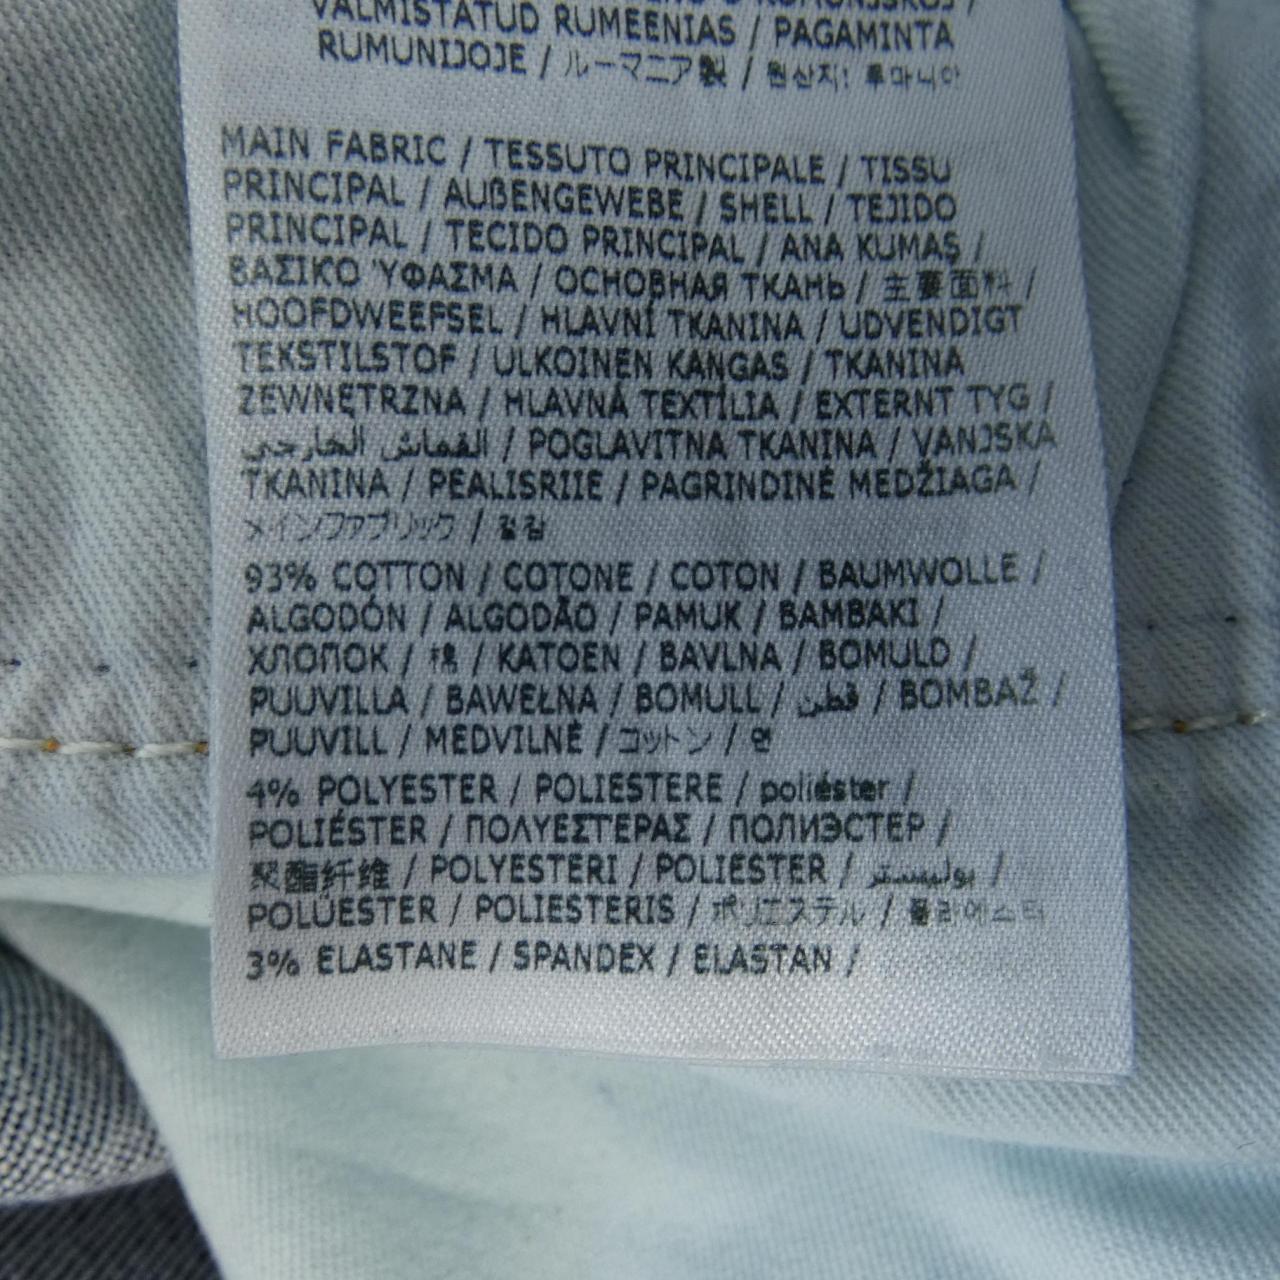 VALMISTATUD RUMEENIAS / PAGAMINTA
RUMUNIJOJE / ルーマニア製 / 원산지: 루마니아
MAIN FABRIC / TESSUTO PRINCIPALE / TISSU
PRINCIPAL / AUßENGEWEBE / SHELL / TEJIDO
PRINCIPAL / TECIDO PRINCIPAL / ANA KUMAŞ /
ΒΑΣΙΚΟ ΎΦΑΣΜΑ / ОСНОВНАЯ ТКАНЬ / 主要面料 /
HOOFDWEEFSEL / HLAVNÍ TKANINA / UDVENDIGT
TEKSTILSTOF / ULKOINEN KANGAS / TKANINA
ZEWNĘTRZNA / HLAVNÁ TEXTÍLIA / EXTERNT TYG /
القماش الخارجي / POGLAVITNA TKANINA / VANJSKA
TKANINA / PEALISRIIE / PAGRINDINĖ MEDŽIAGA /
メインファブリック / 겉감
93% COTTON / COTONE / COTON / BAUMWOLLE /
ALGODÓN / ALGODÃO / PAMUK / BAMBAKI /
ХЛОПОК / 棉 / KATOEN / BAVLNA / BOMULD /
PUUVILLA / BAWEŁNA / BOMULL / قطن / BOMBAŽ /
PUUVILL / MEDVILNĖ / コットン / 면
4% POLYESTER / POLIESTERE / poliéster /
POLIÉSTER / ΠΟΛΥΕΣΤΕΡΑΣ / ПОЛИЭСТЕР /
聚酯纤维 / POLYESTERI / POLIESTER / بوليستر /
POLÜESTER / POLIESTERIS / ポリエステル / 폴리에스터
3% ELASTANE / SPANDEX / ELASTAN /